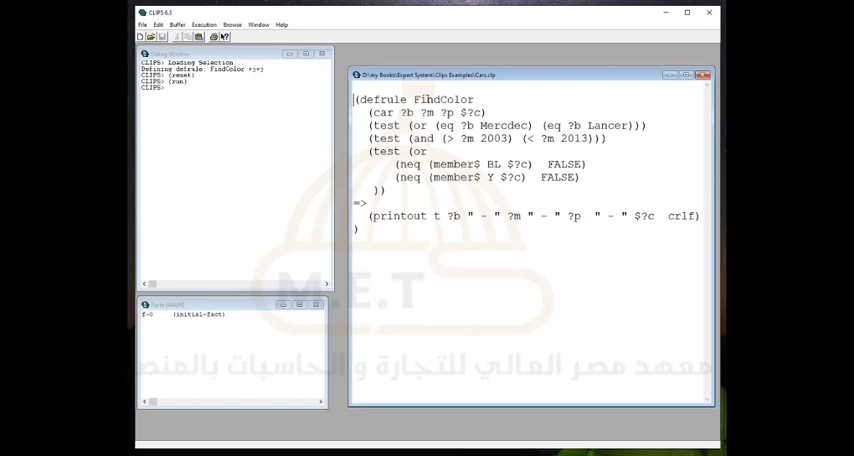 CLIPS 6.3
File Edit Buffer Execution Browse Window Help
Dialog Window
CLIPS> Loading Selection...
Defining defrule: FindColor +j+j
CLIPS> (reset)
CLIPS> (run)
CLIPS>
D:\my Books\Expert System\Clips Examples\Cars.clp
(defrule FindColor
(car ?b ?m ?p $?c)
(test (or (eq ?b Mercdec) (eq ?b Lancer)))
(test (and (> ?m 2003) (< ?m 2013)))
(test (or
(neq (member$ BL $?c) FALSE)
(neq (member$ Y $?c) FALSE)
))
=>
(printout t ?b " - " ?m " - " ?p " - " $?c crlf)
)
Facts (MAIN)
f-0 (initial-fact)
M.E.T
معهد مصر العالي للتجارة و الحاسبات بالمنصورة